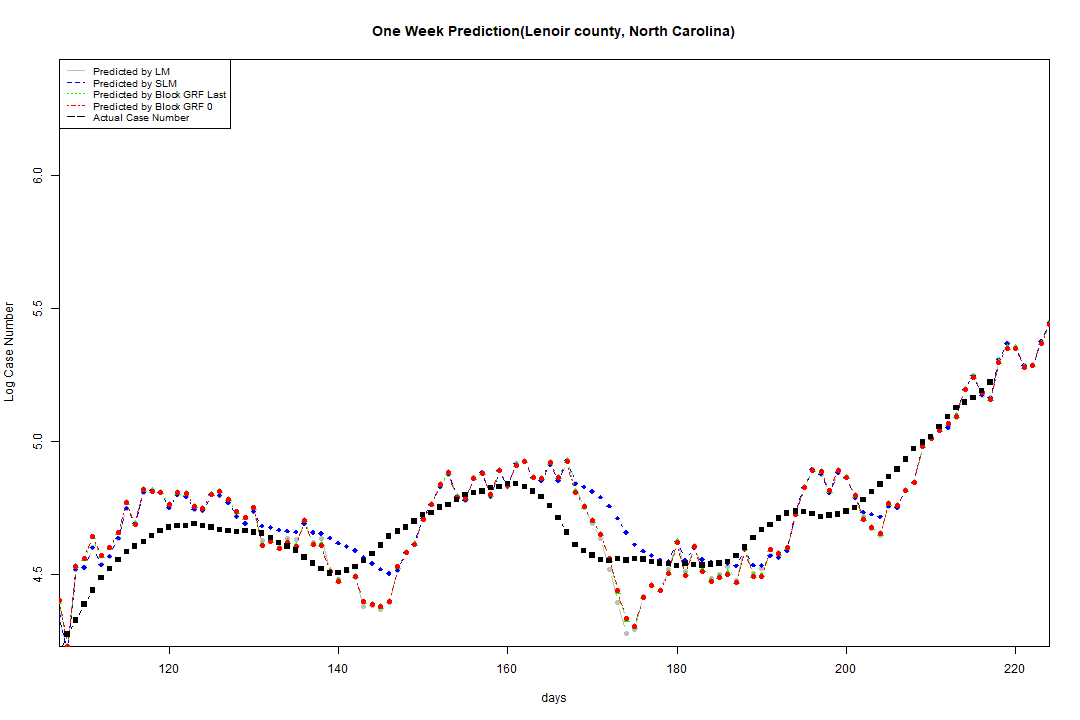 One Week Prediction(Lenoir county, North Carolina)
Predicted by LM
Predicted by SLM
Predicted by Block GRF Last
Predicted by Block GRF 0
Actual Case Number
6.0
5.5
5.0
4.5
Log Case Number
120 140 160 180 200 220
days